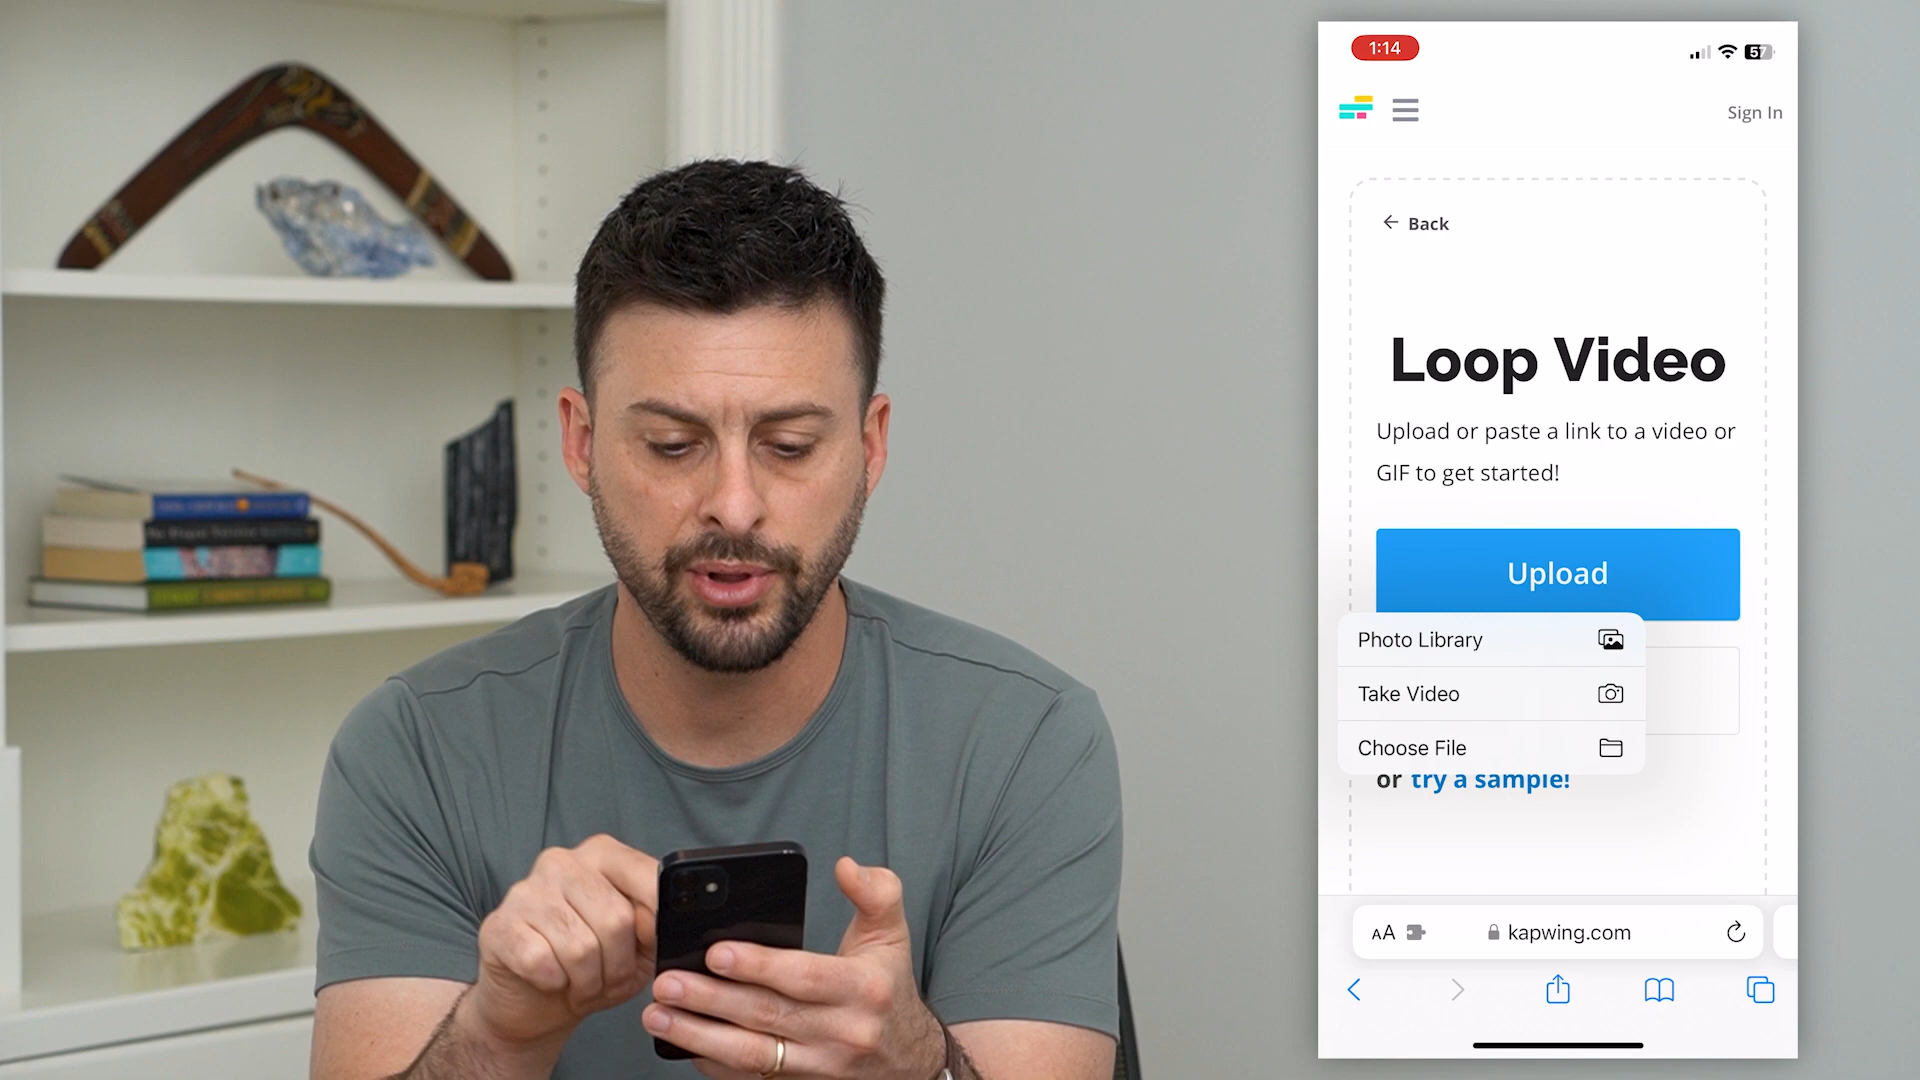 1:14
57
Sign In
Back
Loop Video
Upload or paste a link to a video or
GIF to get started!
Upload
Photo Library
Take Video
Choose File
or try a sample!
AA
kapwing.com